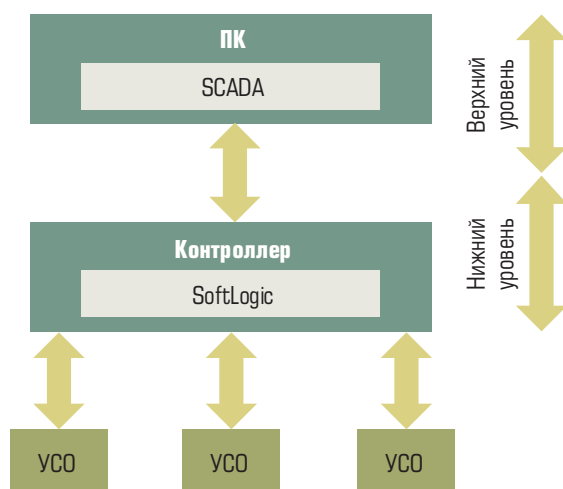 ПК
SCADA
Верхний
уровень
Контроллер
SoftLogic
Нижний
уровень
УСО
УСО
УСО